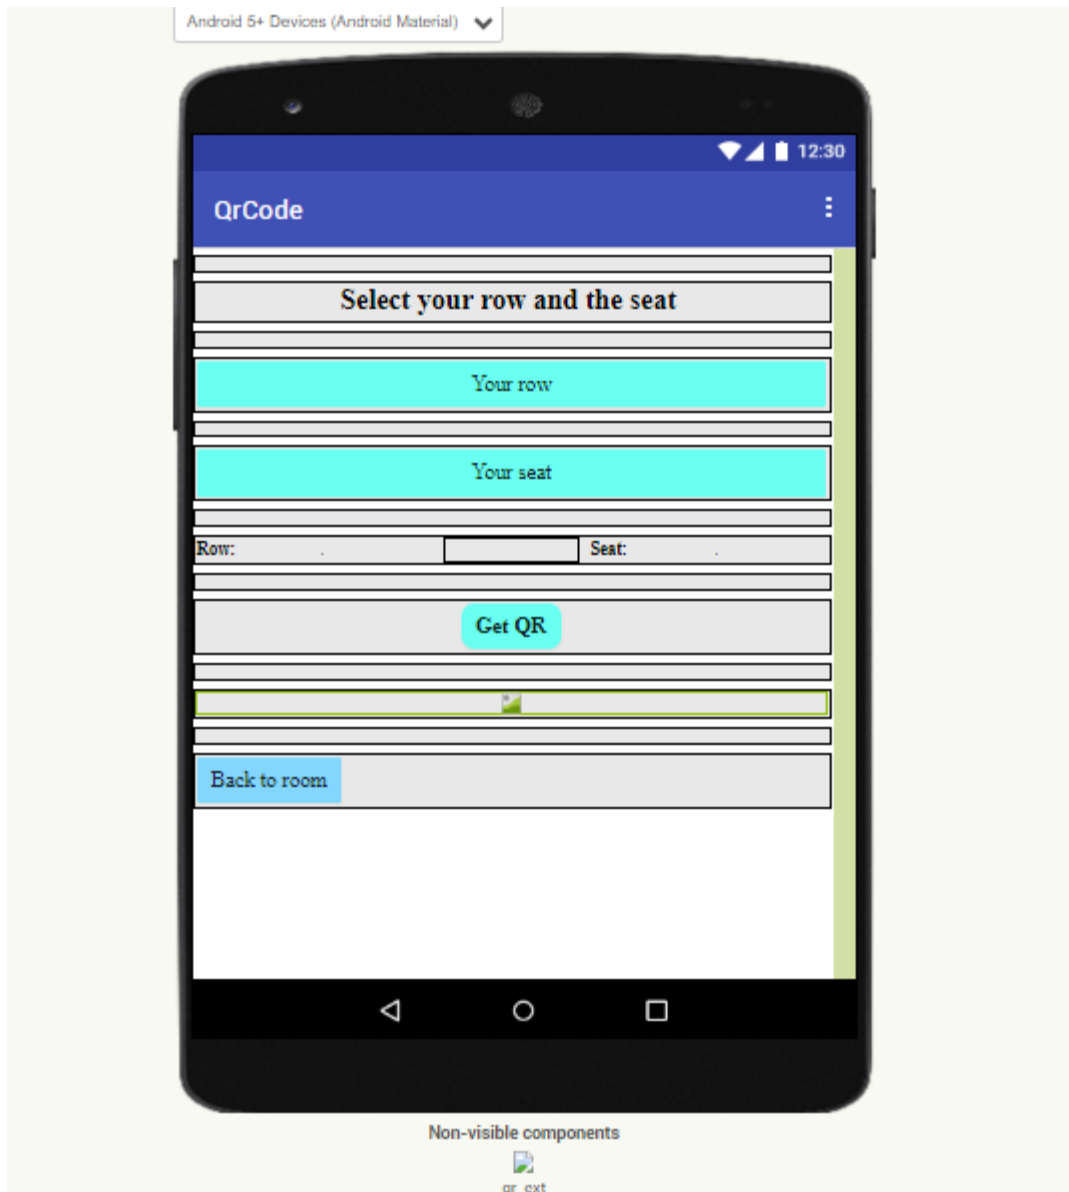 Android 5+ Devices (Android Material)
12:30
QrCode
Select your row and the seat
Your row
Your seat
Row: . Seat: .
Get QR
Back to room
Non-visible components
qr_ext